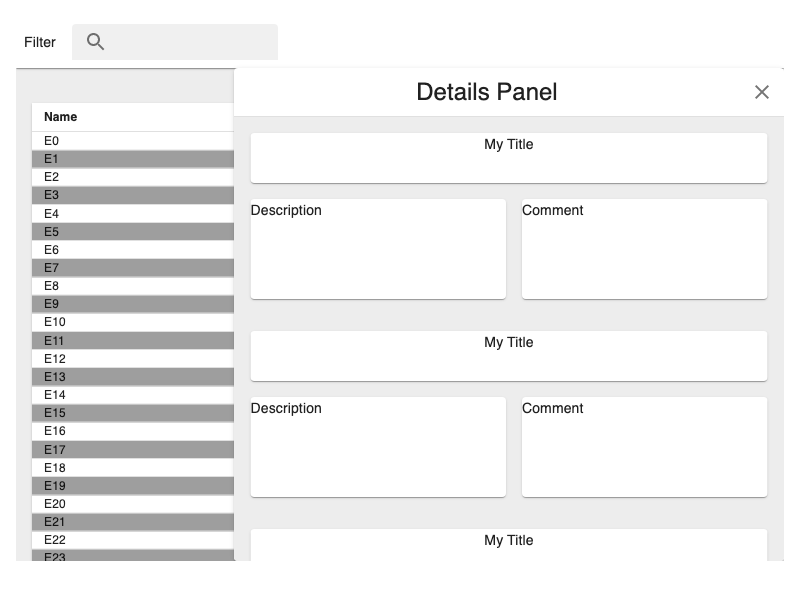 Filter
Details Panel
Name
E0
E1
E2
E3
E4
E5
E6
E7
E8
E9
E10
E11
E12
E13
E14
E15
E16
E17
E18
E19
E20
E21
E22
E23
My Title
Description
Comment
My Title
Description
Comment
My Title